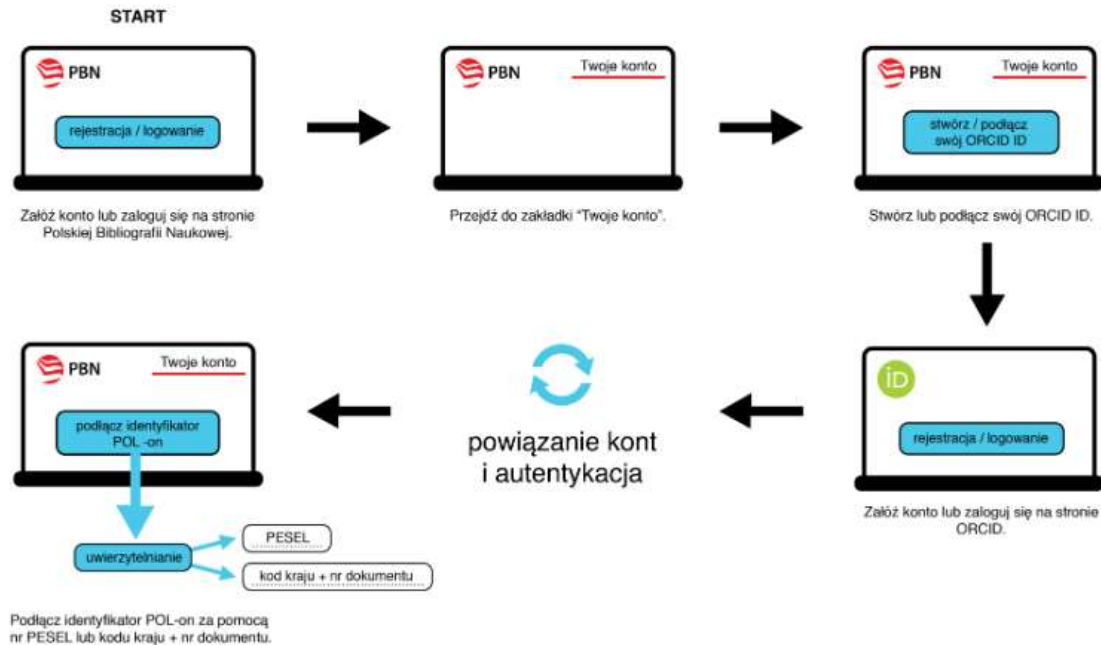 START
PBN
rejestracja / logowanie
Załóż konto lub zaloguj się na stronie
Polskiej Bibliografii Naukowej.
PBN
Twoje konto
Przejdź do zakładki "Twoje konto".
PBN
Twoje konto
stwórz / podłącz
swój ORCID ID
Stwórz lub podłącz swój ORCID ID.
iD
rejestracja / logowanie
Załóż konto lub zaloguj się na stronie
ORCID.
powiązanie kont
i autentykacja
PBN
Twoje konto
podłącz identyfikator
POL -on
uwierzytelnianie
PESEL
kod kraju + nr dokumentu
Podłącz identyfikator POL-on za pomocą
nr PESEL lub kodu kraju + nr dokumentu.